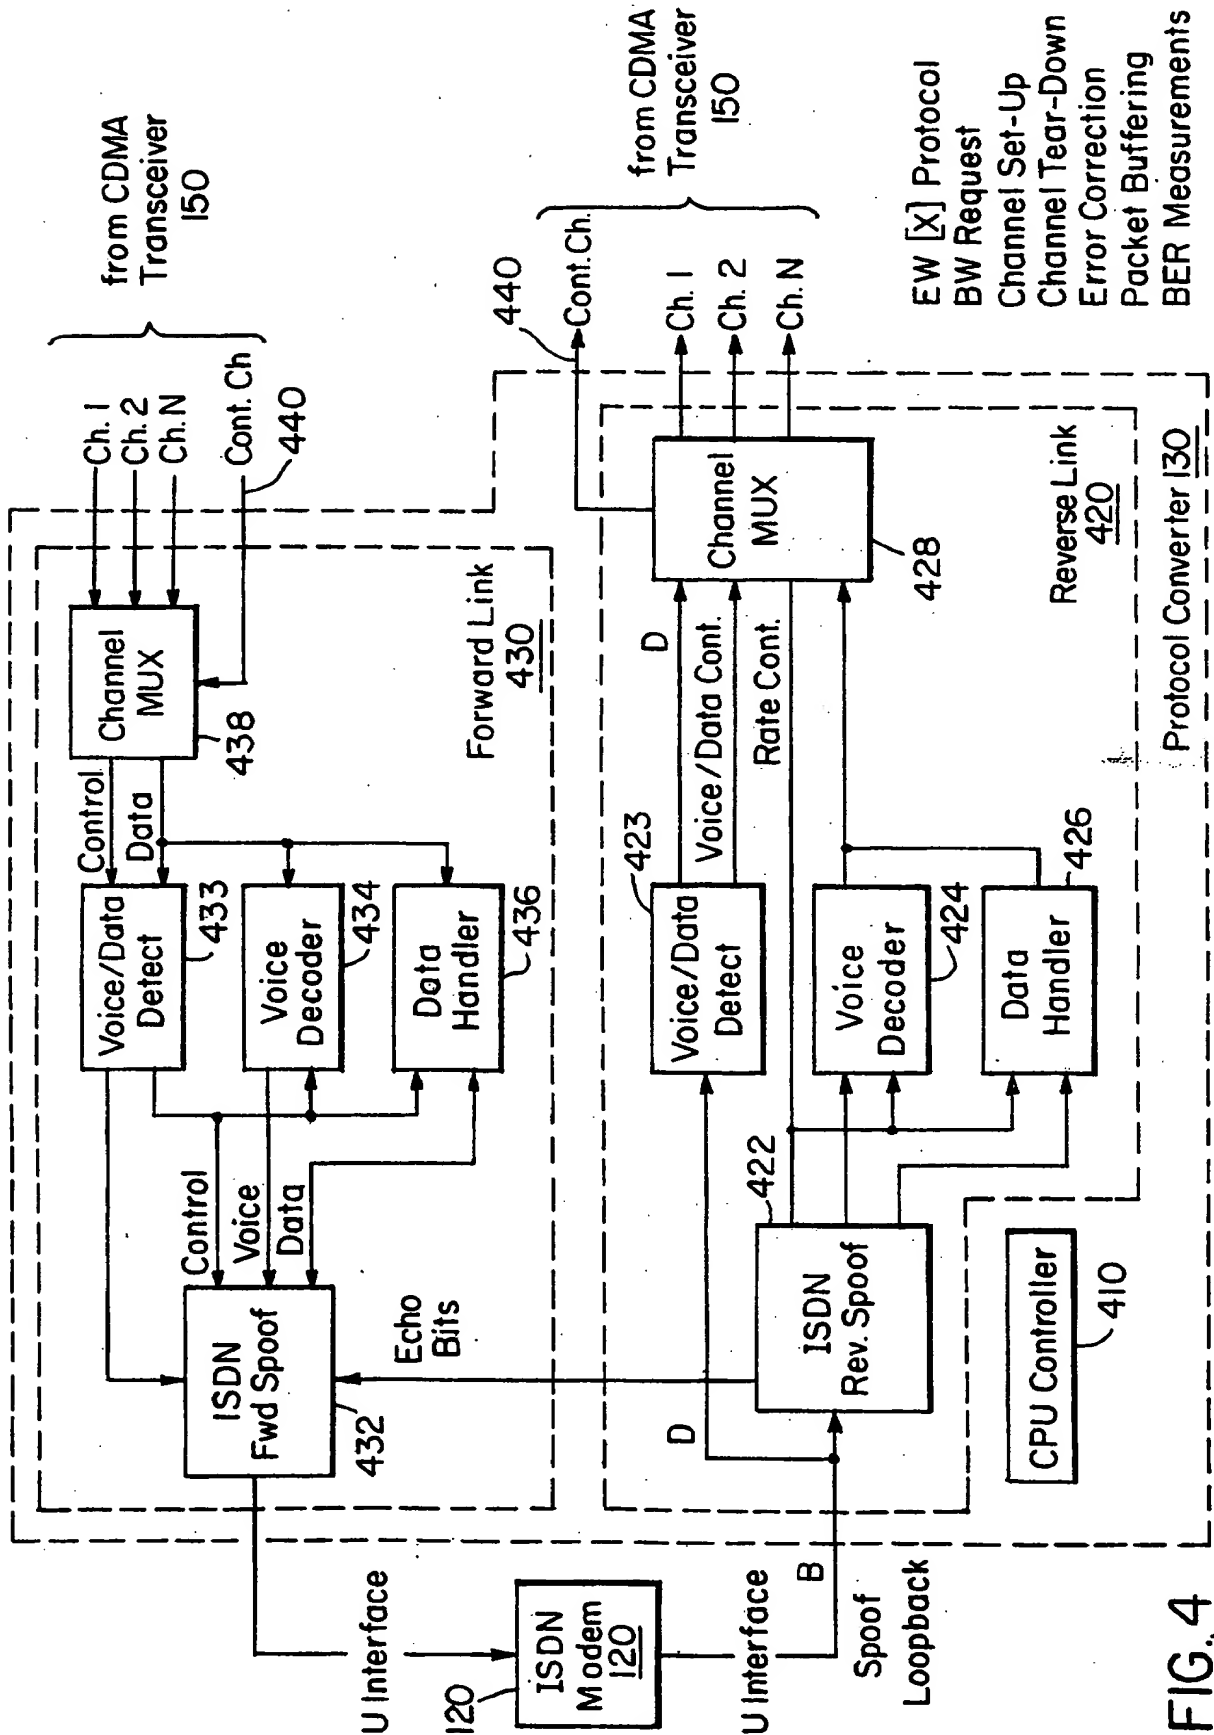 from CDMA
Transceiver
150
Ch. 1
Ch. 2
Ch. N
Cont. Ch
440
Channel
MUX
438
Control
Data
Voice/Data
Detect
433
Voice
Decoder
434
Data
Handler
436
Forward Link
430
Control
Voice
Data
ISDN
Fwd Spoof
432
Echo
Bits
U Interface
120
ISDN
Modem
120
U Interface
B
Spoof
Loopback
from CDMA
Transceiver
150
440
Cont. Ch.
Ch. 1
Ch. 2
Ch. N
Channel
MUX
428
D
Voice/Data Cont.
Rate Cont.
423
Voice/Data
Detect
Voice
Decoder
424
Data
Handler
426
Reverse Link
420
422
ISDN
Rev. Spoof
D
CPU Controller
410
Protocol Converter 130
EW [X] Protocol
BW Request
Channel Set-Up
Channel Tear-Down
Error Correction
Packet Buffering
BER Measurements
FIG. 4